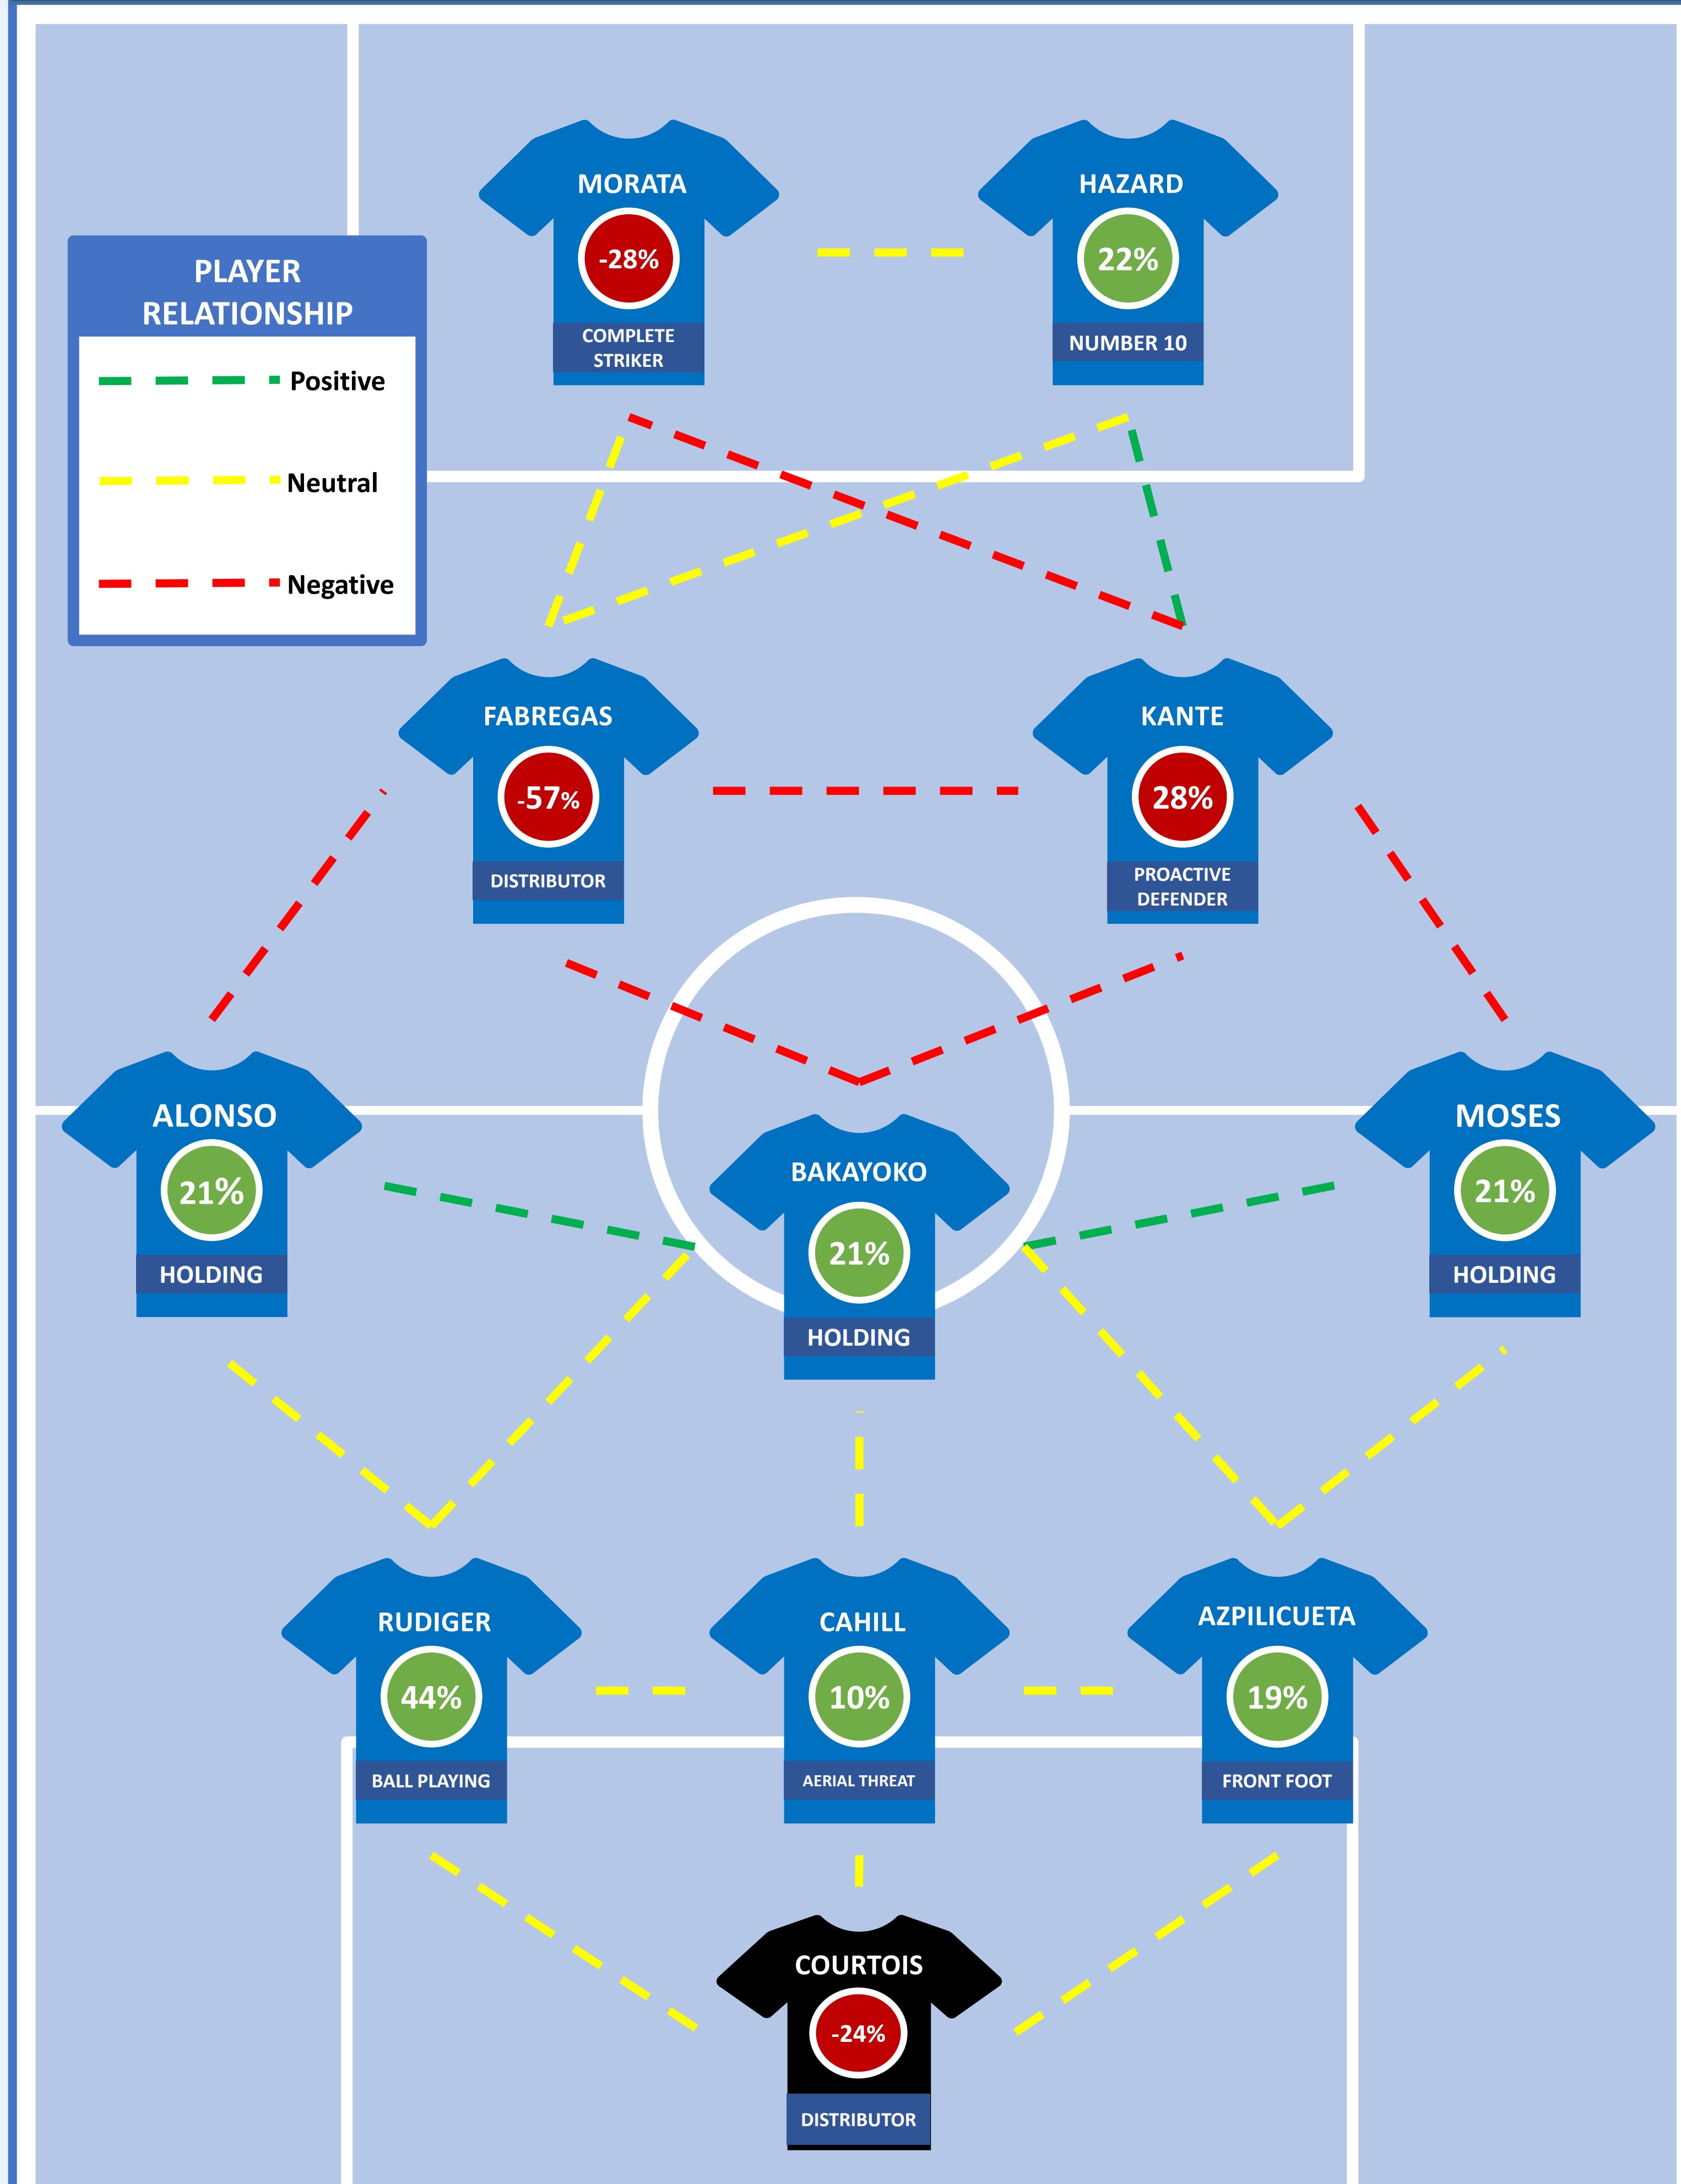 MORATA
-28%
COMPLETE
STRIKER
HAZARD
22%
NUMBER 10
PLAYER
RELATIONSHIP
Positive
Neutral
Negative
FABREGAS
-57%
DISTRIBUTOR
KANTE
28%
PROACTIVE
DEFENDER
ALONSO
21%
HOLDING
BAKAYOKO
21%
HOLDING
MOSES
21%
HOLDING
RUDIGER
44%
BALL PLAYING
CAHILL
10%
AERIAL THREAT
AZPILICUETA
19%
FRONT FOOT
COURTOIS
-24%
DISTRIBUTOR